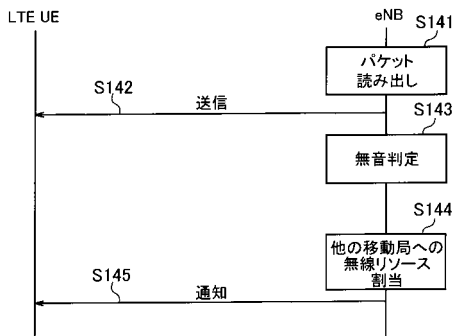 LTE UE
eNB
S141
パケット
読み出し
S142
送信
S143
無音判定
S144
他の移動局への
無線リソース
割当
S145
通知